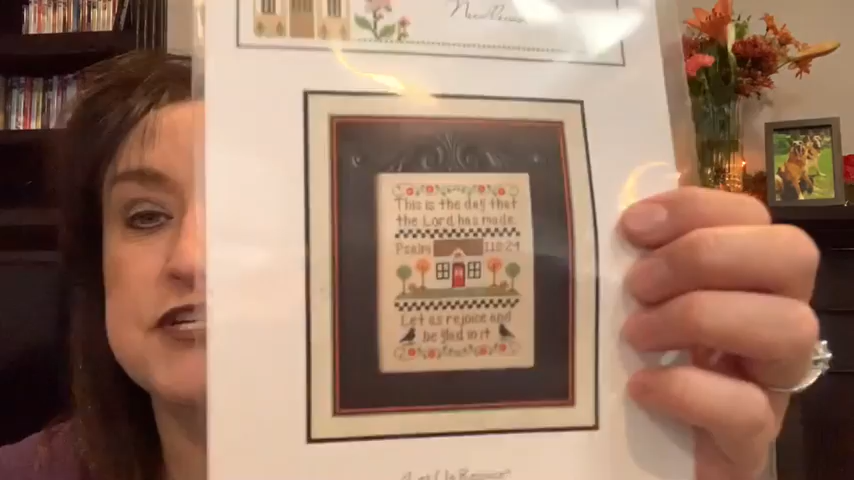 This is the day that
the Lord has made.
Psalm 118:24
Let us rejoice and
be glad in it